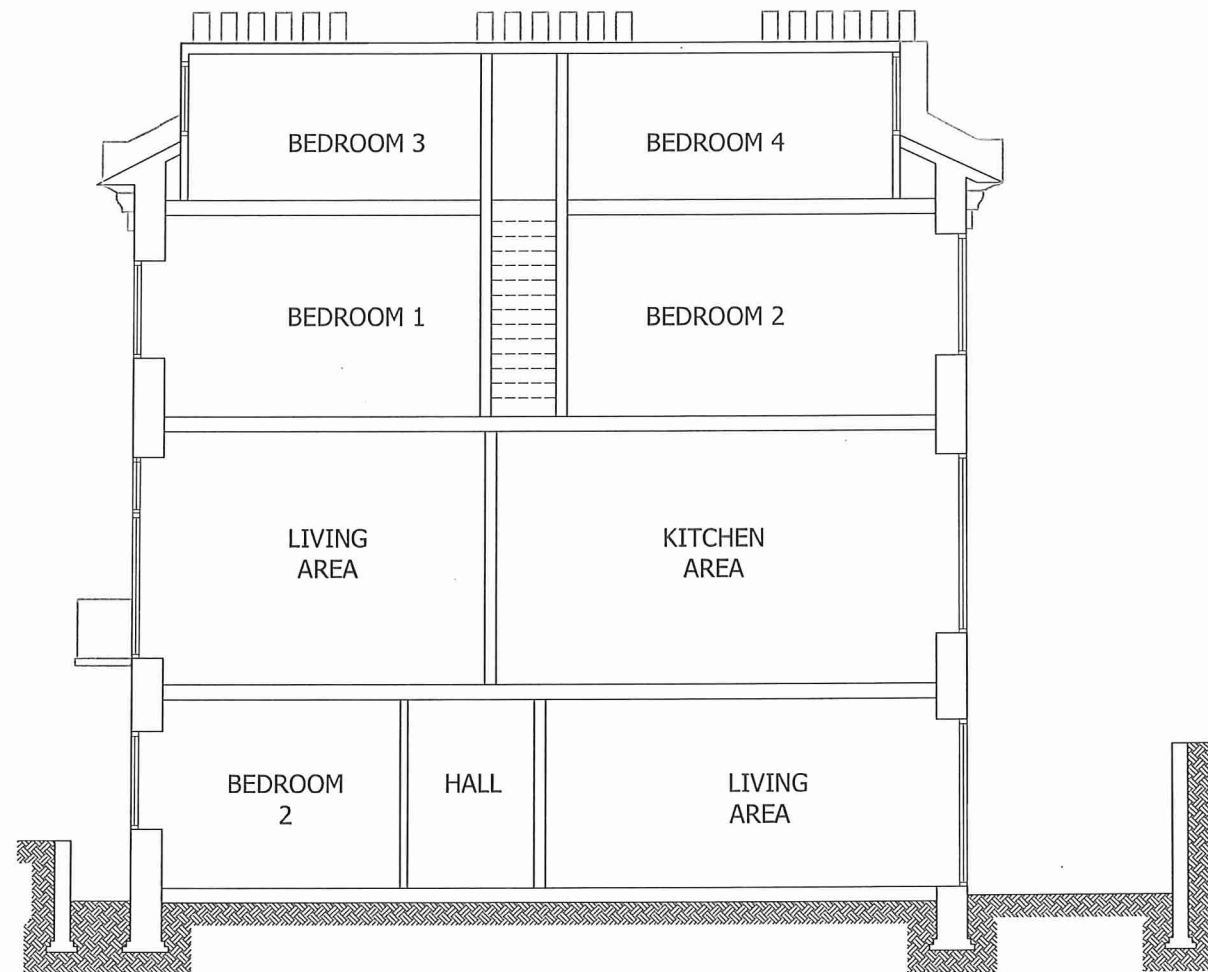 BEDROOM 3
BEDROOM 4
BEDROOM 1
BEDROOM 2
LIVING
AREA
KITCHEN
AREA
BEDROOM
2
HALL
LIVING
AREA